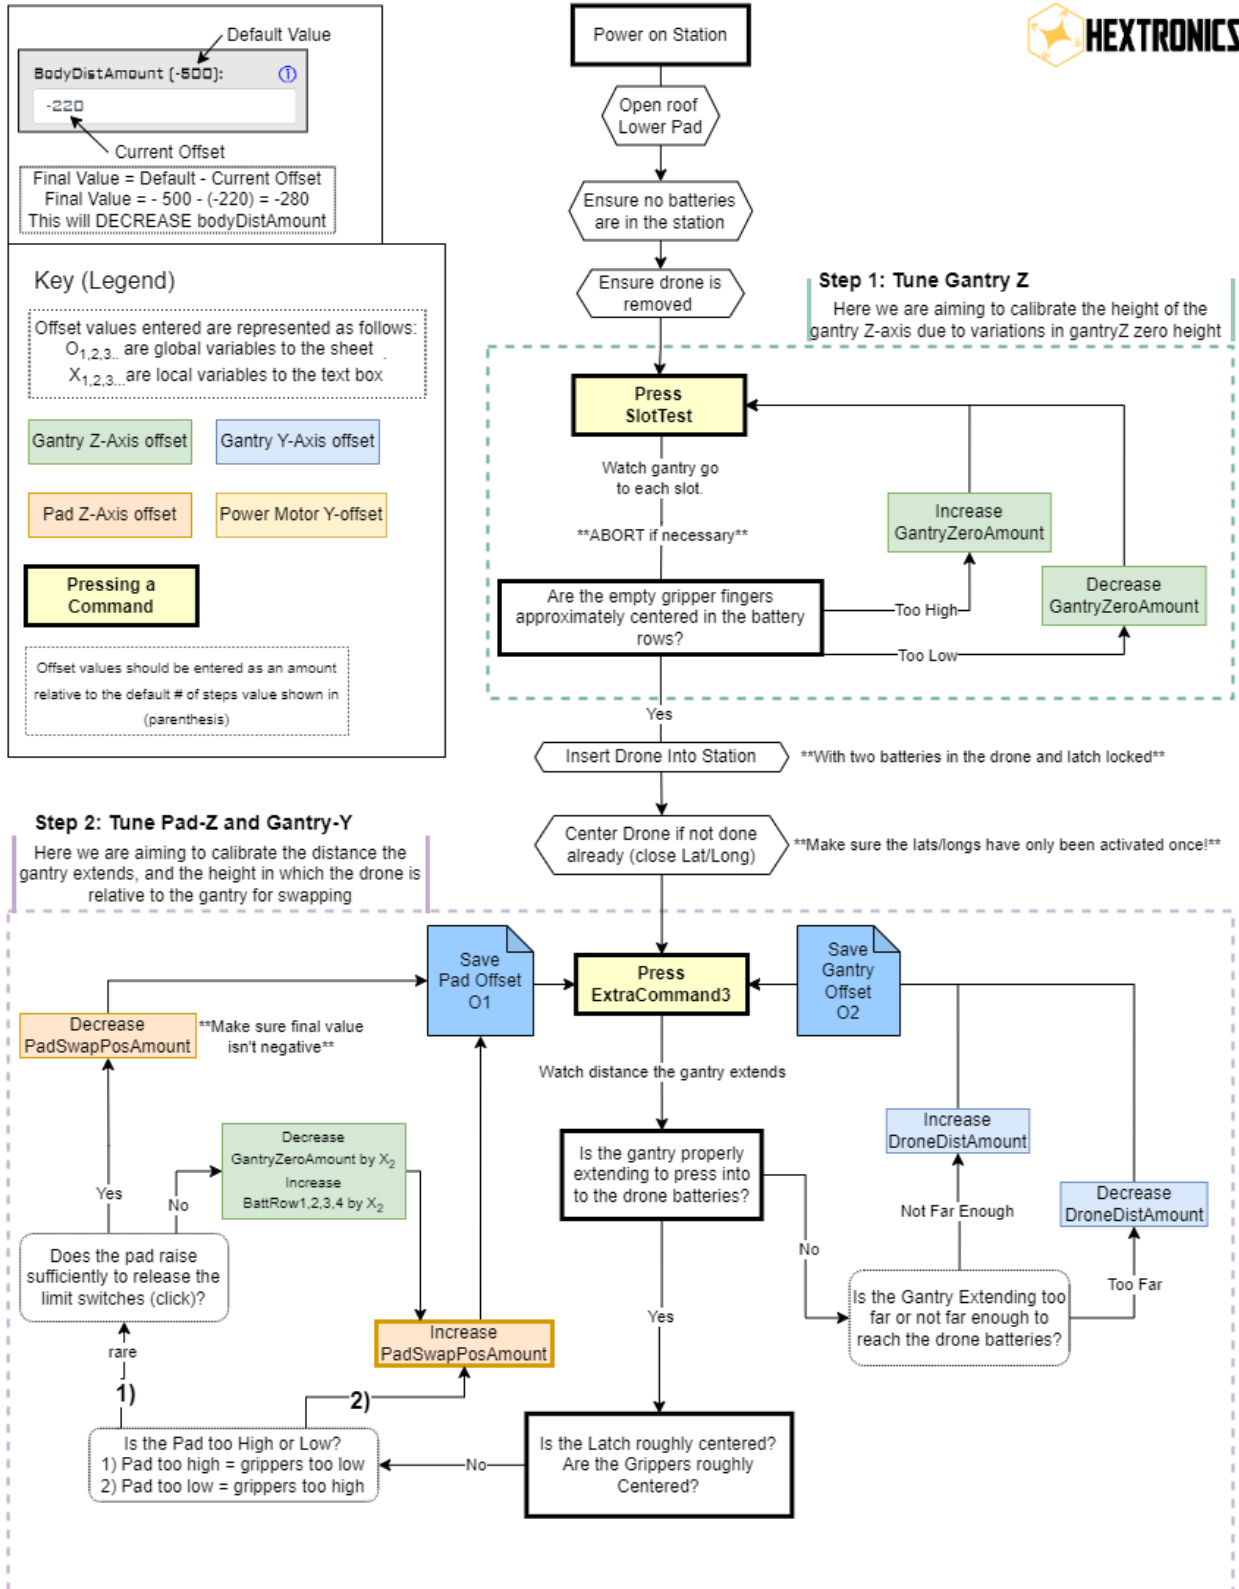 HEXTRONICS
Default Value
BodyDistAmount (-500):
-220
Current Offset
Final Value = Default - Current Offset
Final Value = - 500 - (-220) = -280
This will DECREASE bodyDistAmount
Key (Legend)
Offset values entered are represented as follows:
O1,2,3.. are global variables to the sheet .
X1,2,3... are local variables to the text box
Gantry Z-Axis offset
Gantry Y-Axis offset
Pad Z-Axis offset
Power Motor Y-offset
Pressing a
Command
Offset values should be entered as an amount
relative to the default # of steps value shown in
(parenthesis)
Power on Station
Open roof
Lower Pad
Ensure no batteries
are in the station
Ensure drone is
removed
Step 1: Tune Gantry Z
Here we are aiming to calibrate the height of the
gantry Z-axis due to variations in gantryZ zero height
Press
SlotTest
Watch gantry go
to each slot.
**ABORT if necessary**
Increase
GantryZeroAmount
Decrease
GantryZeroAmount
Are the empty gripper fingers
approximately centered in the battery
rows?
Too High
Too Low
Yes
Insert Drone Into Station
**With two batteries in the drone and latch locked**
Center Drone if not done
already (close Lat/Long)
**Make sure the lats/longs have only been activated once!**
Step 2: Tune Pad-Z and Gantry-Y
Here we are aiming to calibrate the distance the
gantry extends, and the height in which the drone is
relative to the gantry for swapping
Save
Pad Offset
O1
Press
ExtraCommand3
Save
Gantry
Offset
O2
Decrease
PadSwapPosAmount
**Make sure final value
isn't negative**
Watch distance the gantry extends
Decrease
GantryZeroAmount by X2
Increase
BattRow1,2,3,4 by X2
Is the gantry properly
extending to press into
to the drone batteries?
Increase
DroneDistAmount
Decrease
DroneDistAmount
Yes
No
Not Far Enough
No
Does the pad raise
sufficiently to release the
limit switches (click)?
Too Far
Is the Gantry Extending too
far or not far enough to
reach the drone batteries?
Yes
Increase
PadSwapPosAmount
rare
1)
2)
Is the Pad too High or Low?
1) Pad too high = grippers too low
2) Pad too low = grippers too high
No
Is the Latch roughly centered?
Are the Grippers roughly
Centered?